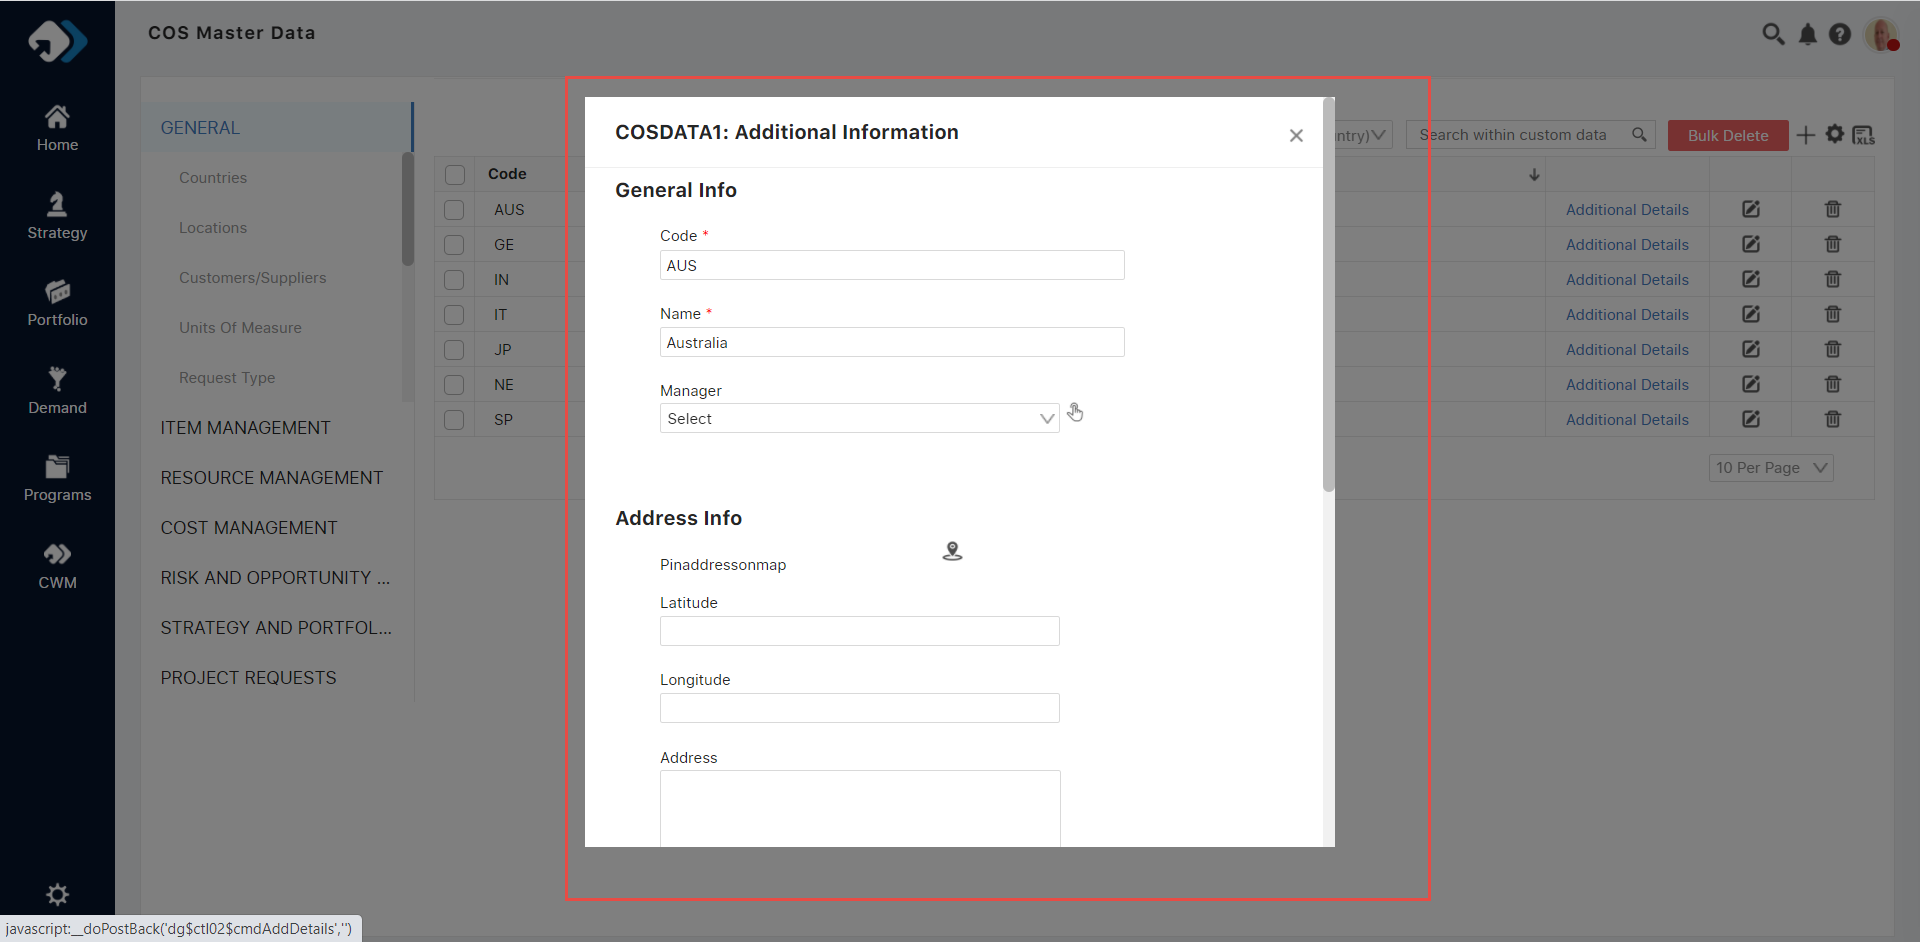 COS Master Data
Home
Strategy
Portfolio
Demand
Programs
CWM
GENERAL
Countries
Locations
Customers/Suppliers
Units Of Measure
Request Type
ITEM MANAGEMENT
RESOURCE MANAGEMENT
COST MANAGEMENT
RISK AND OPPORTUNITY ...
STRATEGY AND PORTFOL...
PROJECT REQUESTS
ntry)
Search within custom data
Bulk Delete
XLS
Code
AUS
Additional Details
GE
Additional Details
IN
Additional Details
IT
Additional Details
JP
Additional Details
NE
Additional Details
SP
Additional Details
10 Per Page
COSDATA1: Additional Information
General Info
Code *
AUS
Name *
Australia
Manager
Select
Address Info
Pinaddressonmap
Latitude
Longitude
Address
javascript:__doPostBack('dg$ctl02$cmdAddDetails','')